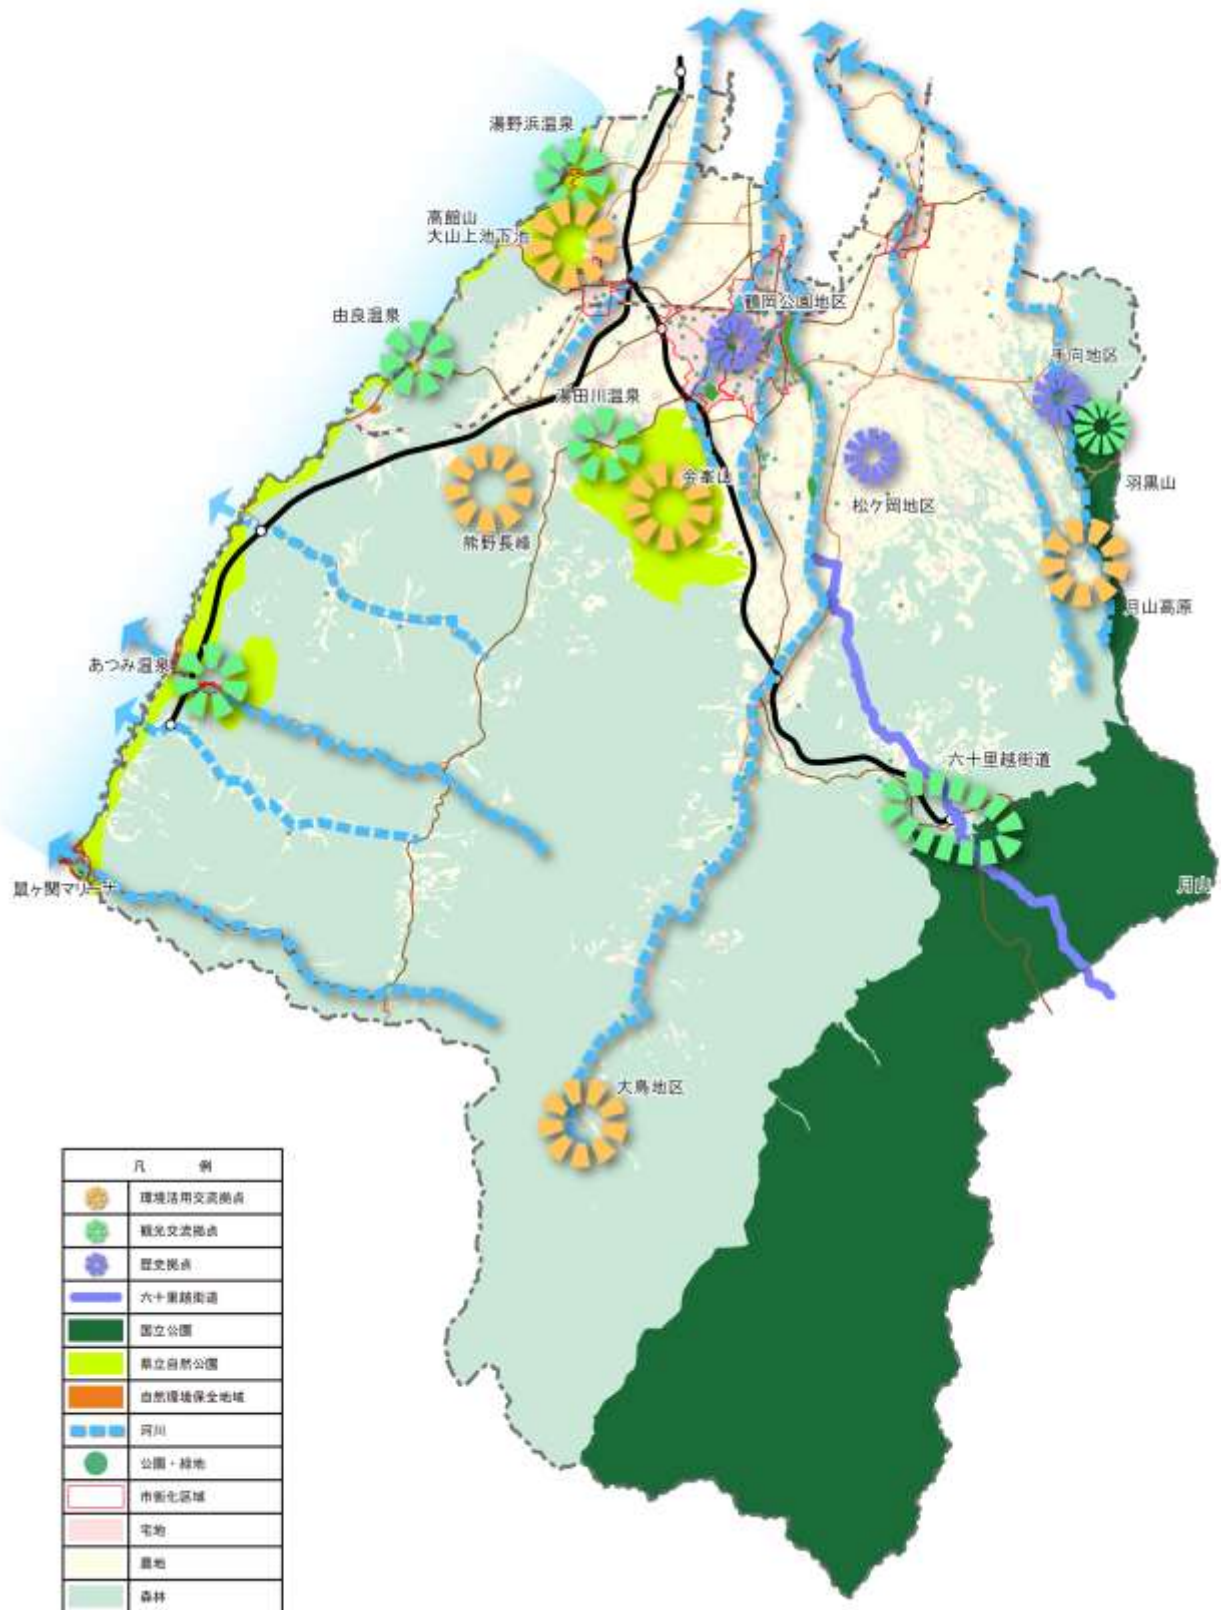 湯野浜温泉
高館山
大山上池下池
由良温泉
鶴岡公園地区
手向地区
湯田川温泉
金峯山
松ケ岡地区
羽黒山
熊野長峰
月山高原
あつみ温泉
六十里越街道
鼠ヶ関マリーナ
月山
大鳥地区
凡 例
環境活用交流拠点
観光交流拠点
歴史拠点
六十里越街道
国立公園
県立自然公園
自然環境保全地域
河川
公園・緑地
市街化区域
宅地
農地
森林